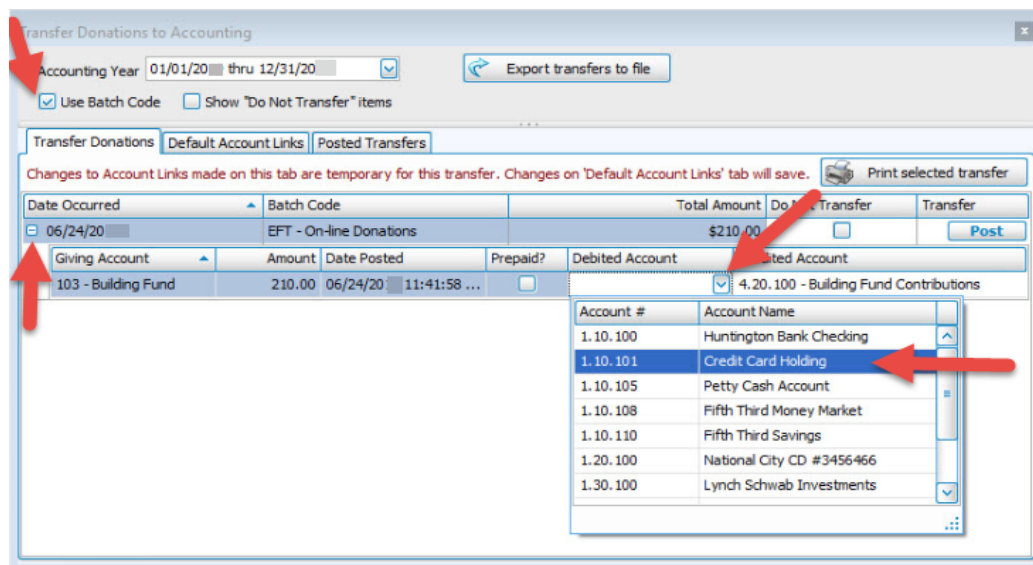 Transfer Donations to Accounting
Accounting Year 01/01/20 thru 12/31/20 Export transfers to file
Use Batch Code Show "Do Not Transfer" items
Transfer Donations Default Account Links Posted Transfers
Changes to Account Links made on this tab are temporary for this transfer. Changes on 'Default Account Links' tab will save. Print selected transfer
Date Occurred Batch Code Total Amount Transfer Transfer
06/24/20 EFT - On-line Donations $210.00 Post
Giving Account Amount Date Posted Prepaid? Debited Account Account
103 - Building Fund 210.00 06/24/20 11:41:58 ... 4.20.100 - Building Fund Contributions
Account # Account Name
1.10.100 Huntington Bank Checking
1.10.101 Credit Card Holding
1.10.105 Petty Cash Account
1.10.108 Fifth Third Money Market
1.10.110 Fifth Third Savings
1.20.100 National City CD #3456466
1.30.100 Lynch Schwab Investments